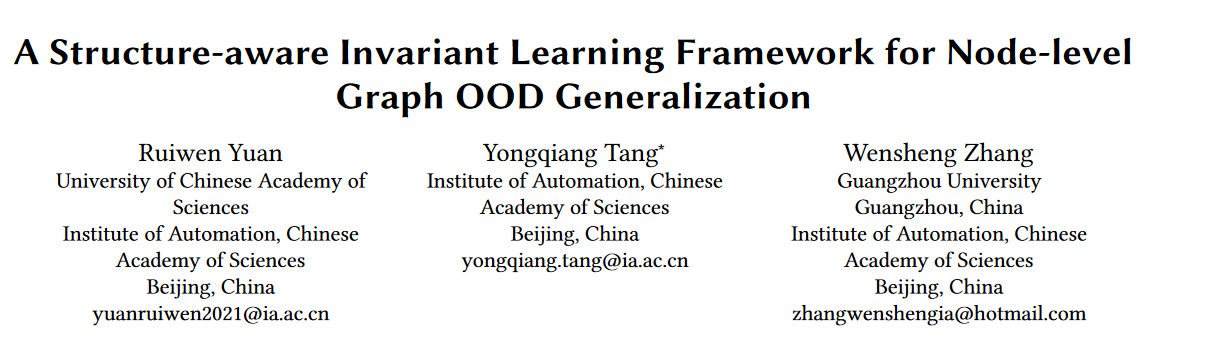 A Structure-aware Invariant Learning Framework for Node-level
Graph OOD Generalization
Ruiwen Yuan
University of Chinese Academy of
Sciences
Institute of Automation, Chinese
Academy of Sciences
Beijing, China
yuanruiwen2021@ia.ac.cn
Yongqiang Tang*
Institute of Automation, Chinese
Academy of Sciences
Beijing, China
yongqiang.tang@ia.ac.cn
Wensheng Zhang
Guangzhou University
Guangzhou, China
Institute of Automation, Chinese
Academy of Sciences
Beijing, China
zhangwenshengia@hotmail.com